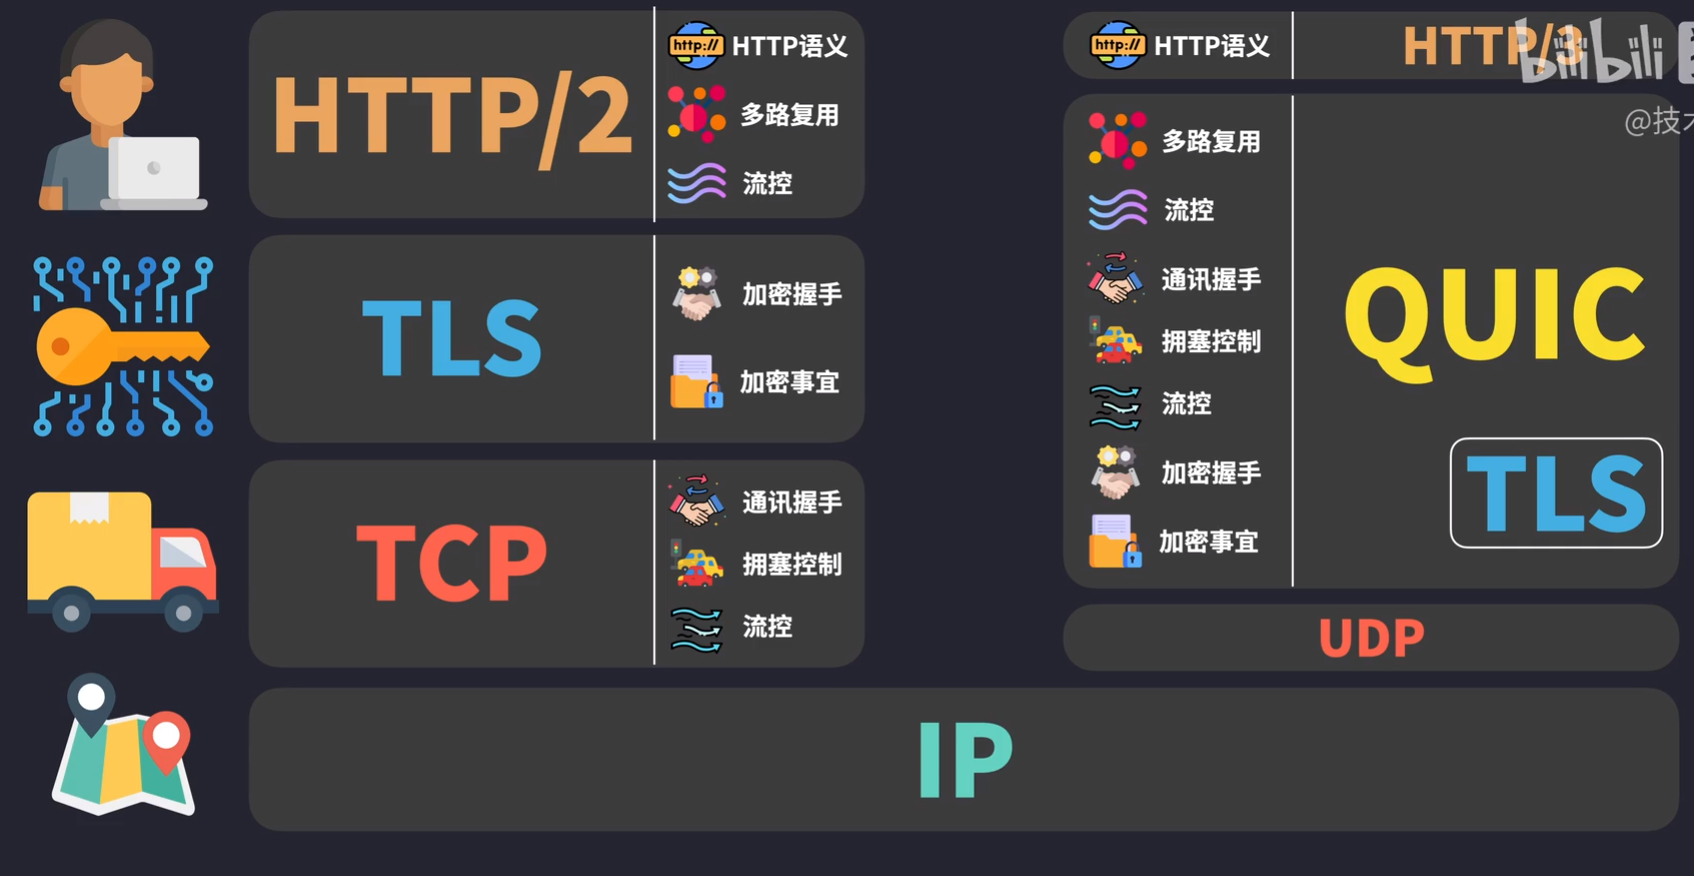 HTTP/2
http:// HTTP语义
多路复用
流控
TLS
加密握手
加密事宜
TCP
通讯握手
拥塞控制
流控
http:// HTTP语义
HTTP/3
bilibili
@技术
多路复用
流控
通讯握手
拥塞控制
流控
加密握手
加密事宜
QUIC
TLS
UDP
IP